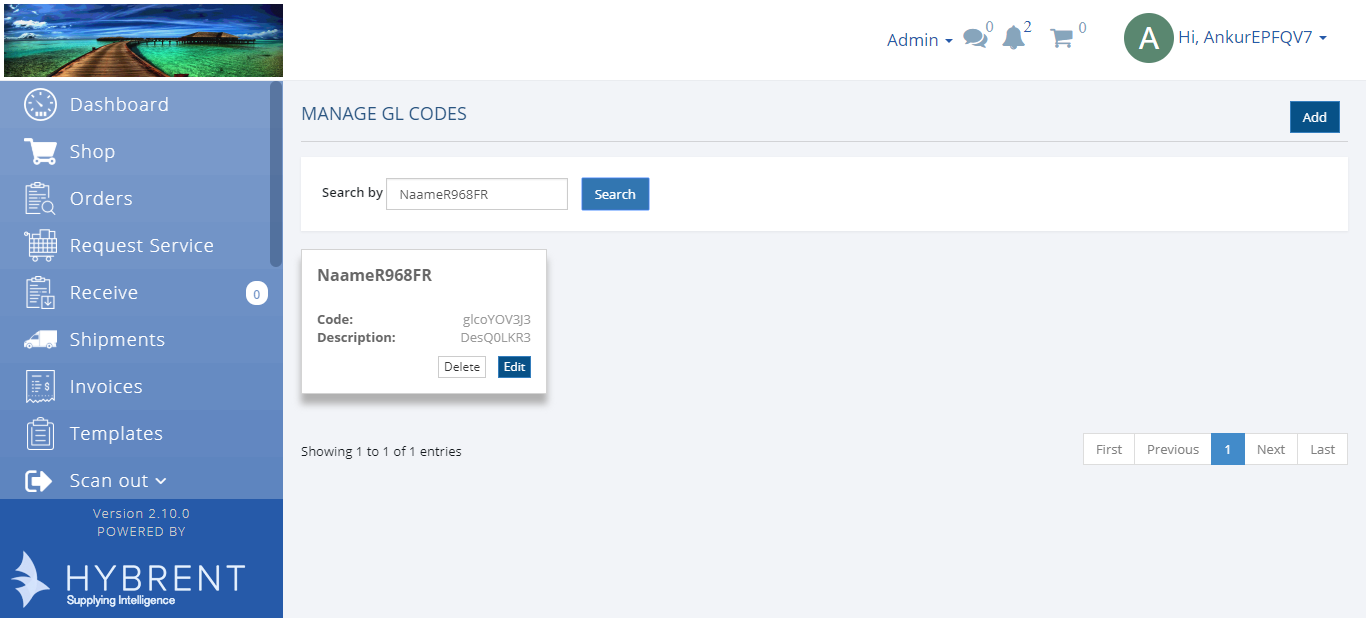 Admin 0 2 0 A Hi, AnkurEPFQV7
Dashboard
Shop
Orders
Request Service
Receive 0
Shipments
Invoices
Templates
Scan out
Version 2.10.0
POWERED BY
HYBRENT
Supplying Intelligence
MANAGE GL CODES
Add
Search by NaameR968FR Search
NaameR968FR
Code: glcoYOV3J3
Description: DesQ0LKR3
Delete Edit
Showing 1 to 1 of 1 entries
First Previous 1 Next Last